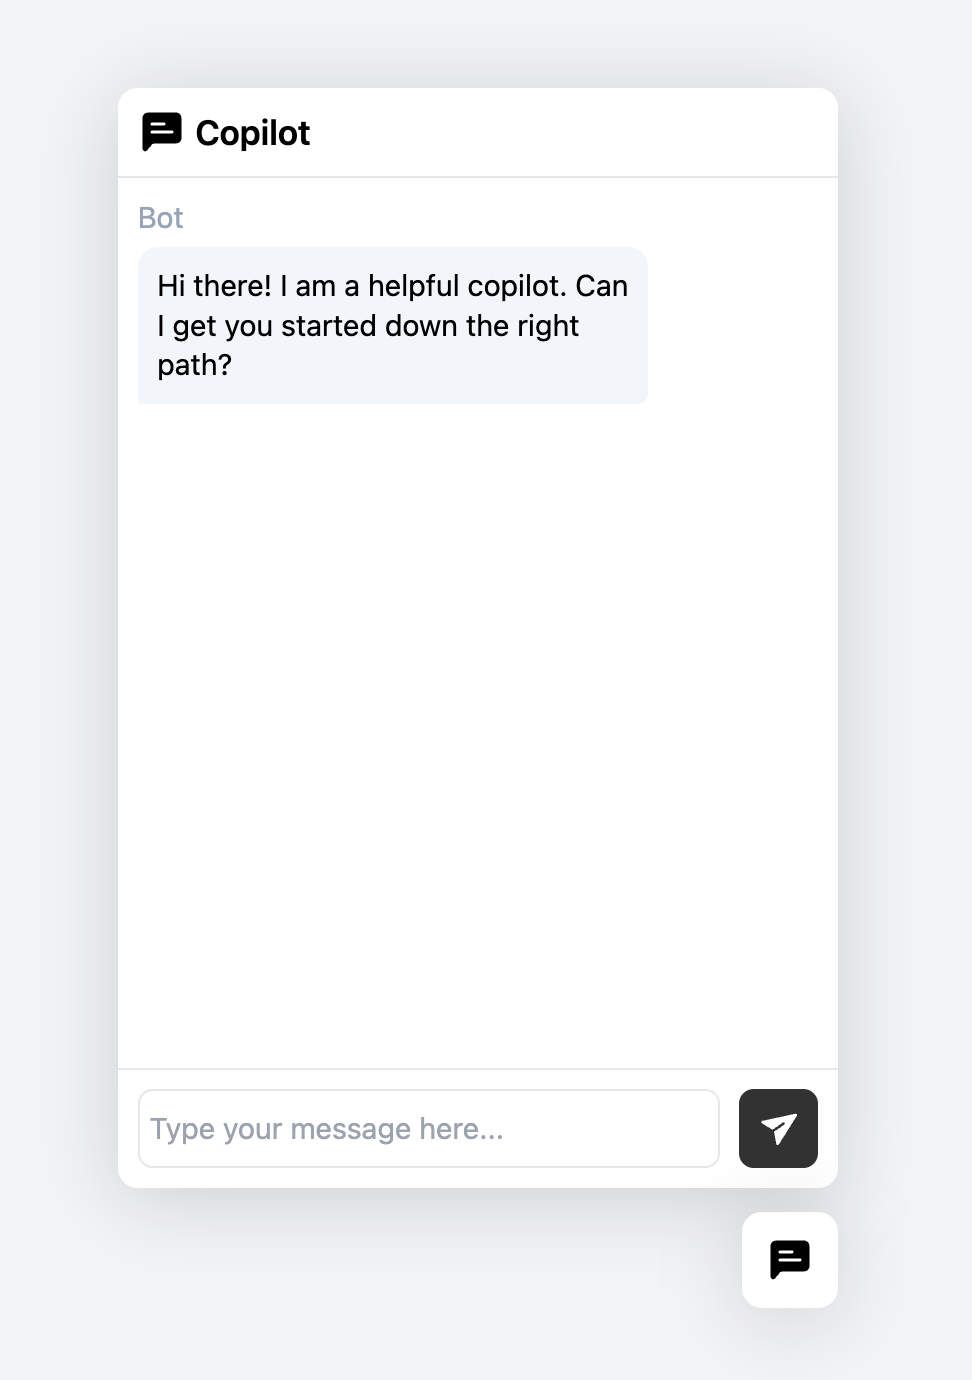 Copilot
Bot
Hi there! I am a helpful copilot. Can
I get you started down the right
path?
Type your message here...